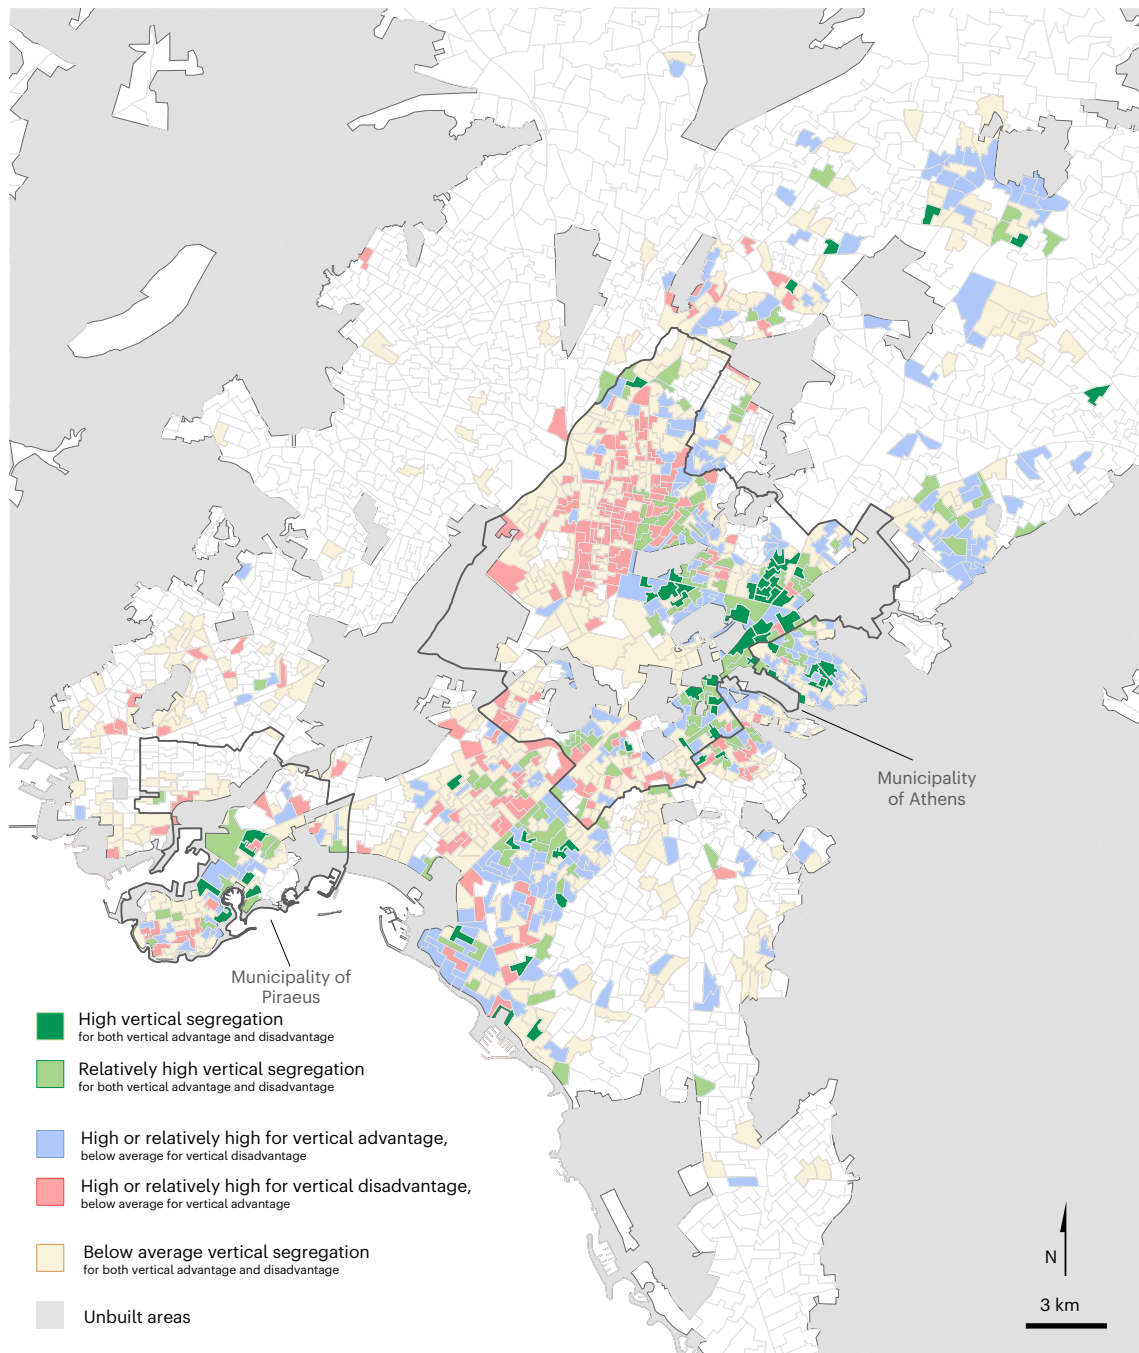 Municipality
of Athens
Municipality of
Piraeus
High vertical segregation
for both vertical advantage and disadvantage
Relatively high vertical segregation
for both vertical advantage and disadvantage
High or relatively high for vertical advantage,
below average for vertical disadvantage
High or relatively high for vertical disadvantage,
below average for vertical advantage
Below average vertical segregation
for both vertical advantage and disadvantage
Unbuilt areas
N
3 km